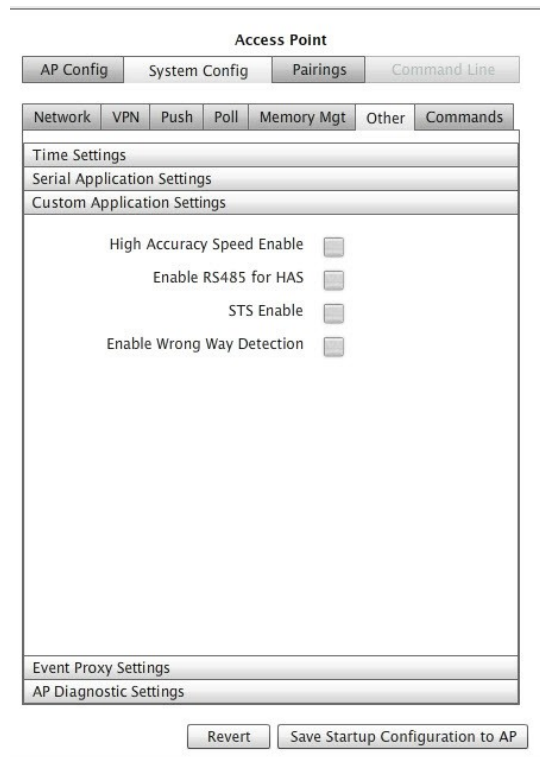 Access Point
AP Config System Config Pairings Command Line
Network VPN Push Poll Memory Mgt Other Commands
Time Settings
Serial Application Settings
Custom Application Settings
High Accuracy Speed Enable
Enable RS485 for HAS
STS Enable
Enable Wrong Way Detection
Event Proxy Settings
AP Diagnostic Settings
Revert Save Startup Configuration to AP